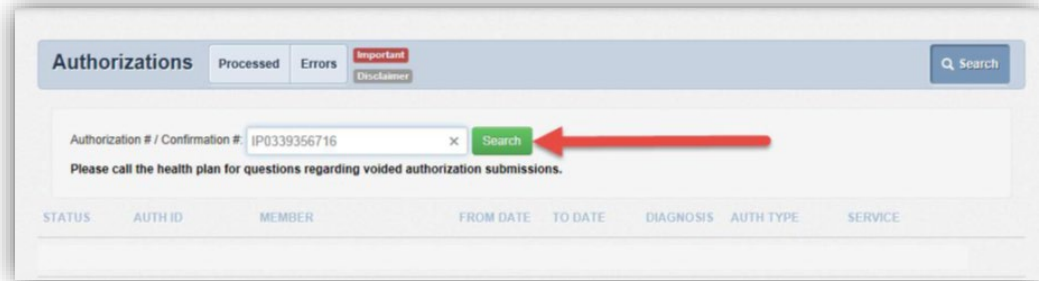 Authorizations Processed Errors Important Disclaimer Search
Authorization # / Confirmation #: IP0339356716 × Search
Please call the health plan for questions regarding voided authorization submissions.
STATUS AUTH ID MEMBER FROM DATE TO DATE DIAGNOSIS AUTH TYPE SERVICE